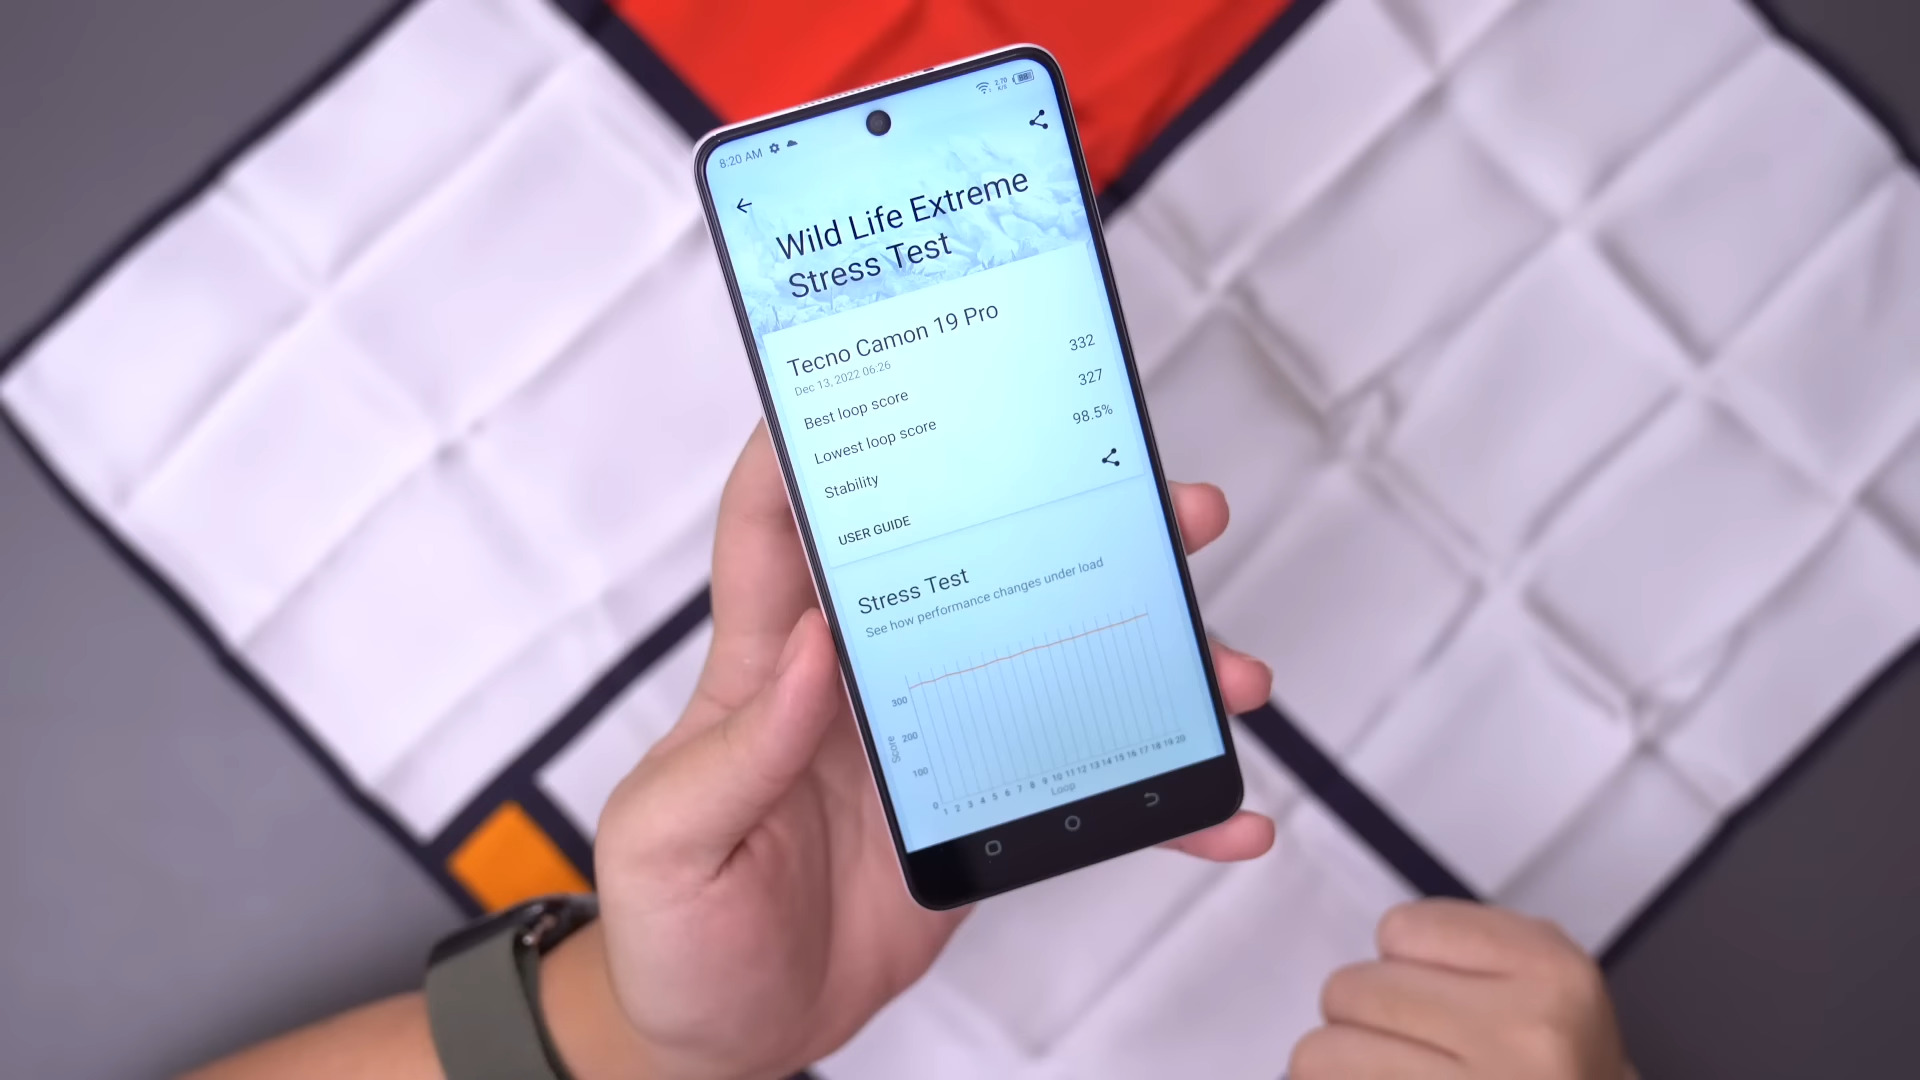 8:20 AM
2.70
K/S
Wild Life Extreme
Stress Test
Tecno Camon 19 Pro
Dec 13, 2022 06:26
Best loop score 332
Lowest loop score 327
Stability 98.5%
USER GUIDE
Stress Test
See how performance changes under load
300
200
100
0
Score
1 2 3 4 5 6 7 8 9 10 11 12 13 14 15 16 17 18 19 20
Loop